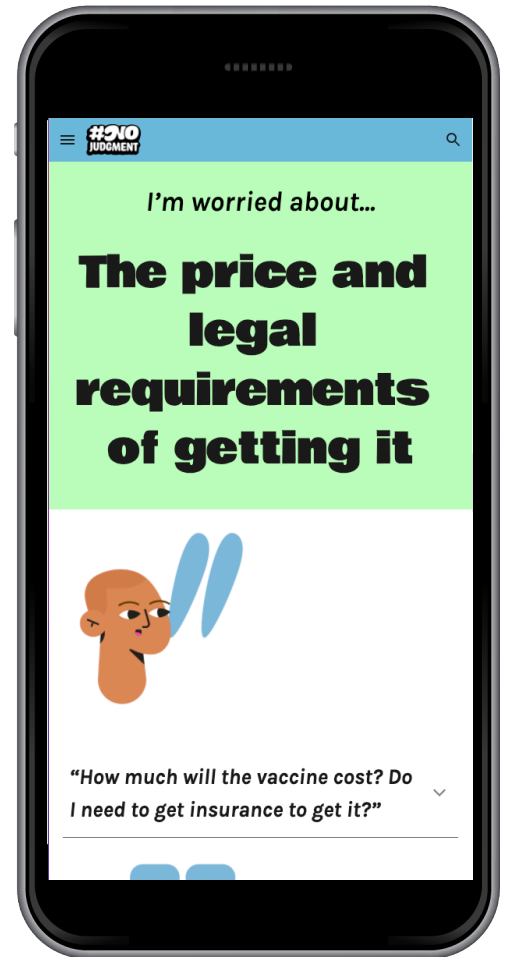 #NO
JUDGMENT
I’m worried about...
The price and
legal
requirements
of getting it
“How much will the vaccine cost? Do
I need to get insurance to get it?”